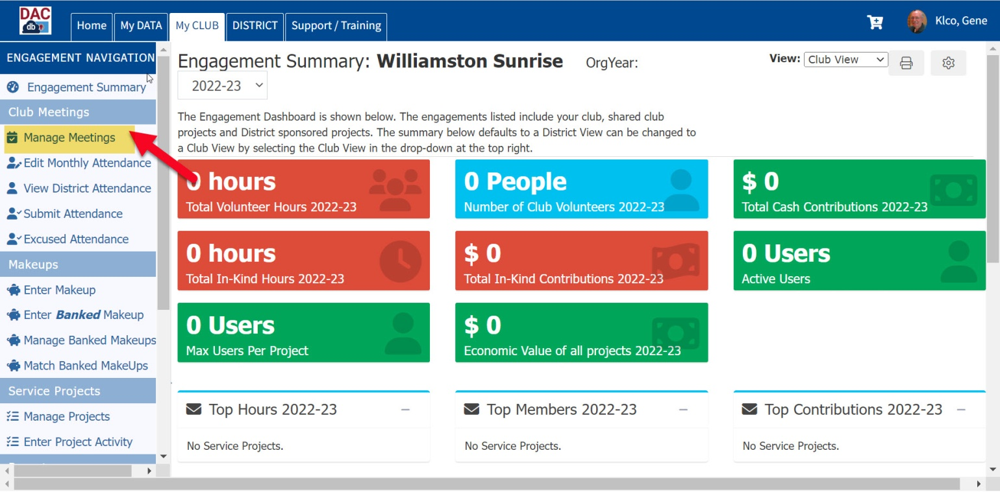 DAC
db
Home
My DATA
My CLUB
DISTRICT
Support / Training
Klco, Gene
ENGAGEMENT NAVIGATION
Engagement Summary
Club Meetings
Manage Meetings
Edit Monthly Attendance
View District Attendance
Submit Attendance
Excused Attendance
Makeups
Enter Makeup
Enter Banked Makeup
Manage Banked Makeups
Match Banked MakeUps
Service Projects
Manage Projects
Enter Project Activity
Engagement Summary: Williamston Sunrise OrgYear:
2022-23
View: Club View
The Engagement Dashboard is shown below. The engagements listed include your club, shared club
projects and District sponsored projects. The summary below defaults to a District View can be changed to
a Club View by selecting the Club View in the drop-down at the top right.
0 hours
Total Volunteer Hours 2022-23
0 People
Number of Club Volunteers 2022-23
$ 0
Total Cash Contributions 2022-23
0 hours
Total In-Kind Hours 2022-23
$ 0
Total In-Kind Contributions 2022-23
0 Users
Active Users
0 Users
Max Users Per Project
$ 0
Economic Value of all projects 2022-23
Top Hours 2022-23
No Service Projects.
Top Members 2022-23
No Service Projects.
Top Contributions 2022-23
No Service Projects.